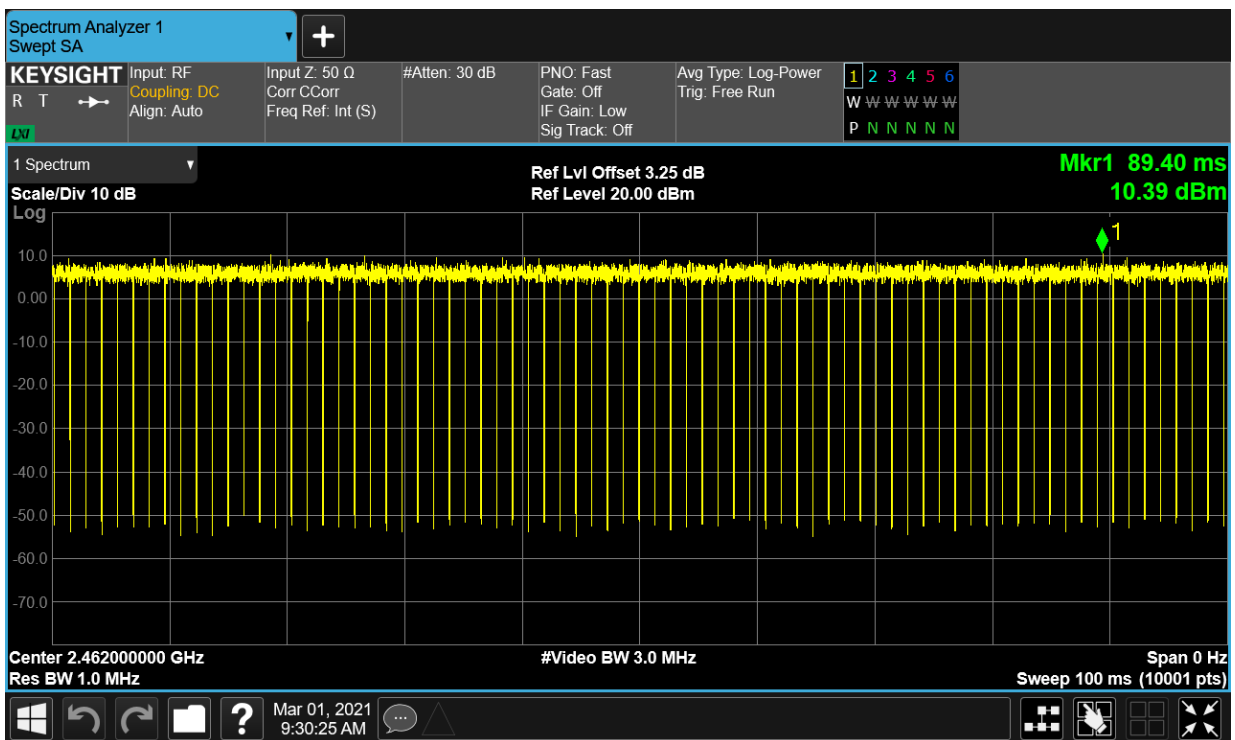 Spectrum Analyzer 1
Swept SA
KEYSIGHT
R T
LXI
Input: RF
Coupling: DC
Align: Auto
Input Z: 50 Ω
Corr CCorr
Freq Ref: Int (S)
#Atten: 30 dB
PNO: Fast
Gate: Off
IF Gain: Low
Sig Track: Off
Avg Type: Log-Power
Trig: Free Run
1 2 3 4 5 6
W W W W W W
P N N N N N
1 Spectrum
Scale/Div 10 dB
Log
Ref Lvl Offset 3.25 dB
Ref Level 20.00 dBm
Mkr1 89.40 ms
10.39 dBm
1
10.0
0.00
-10.0
-20.0
-30.0
-40.0
-50.0
-60.0
-70.0
Center 2.462000000 GHz
Res BW 1.0 MHz
#Video BW 3.0 MHz
Span 0 Hz
Sweep 100 ms (10001 pts)
?
Mar 01, 2021
9:30:25 AM